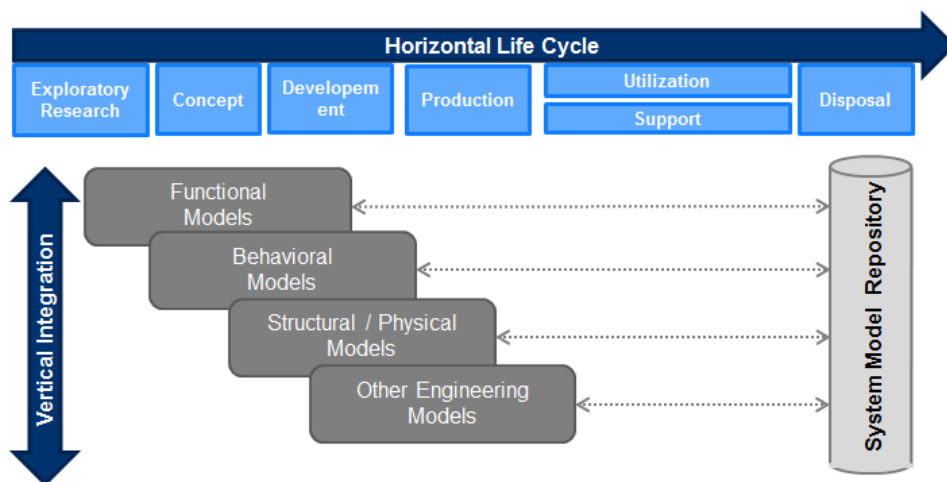 Horizontal Life Cycle
Exploratory
Research
Concept
Developem
ent
Production
Utilization
Support
Disposal
Vertical Integration
Functional
Models
Behavioral
Models
Structural / Physical
Models
Other Engineering
Models
System Model Repository